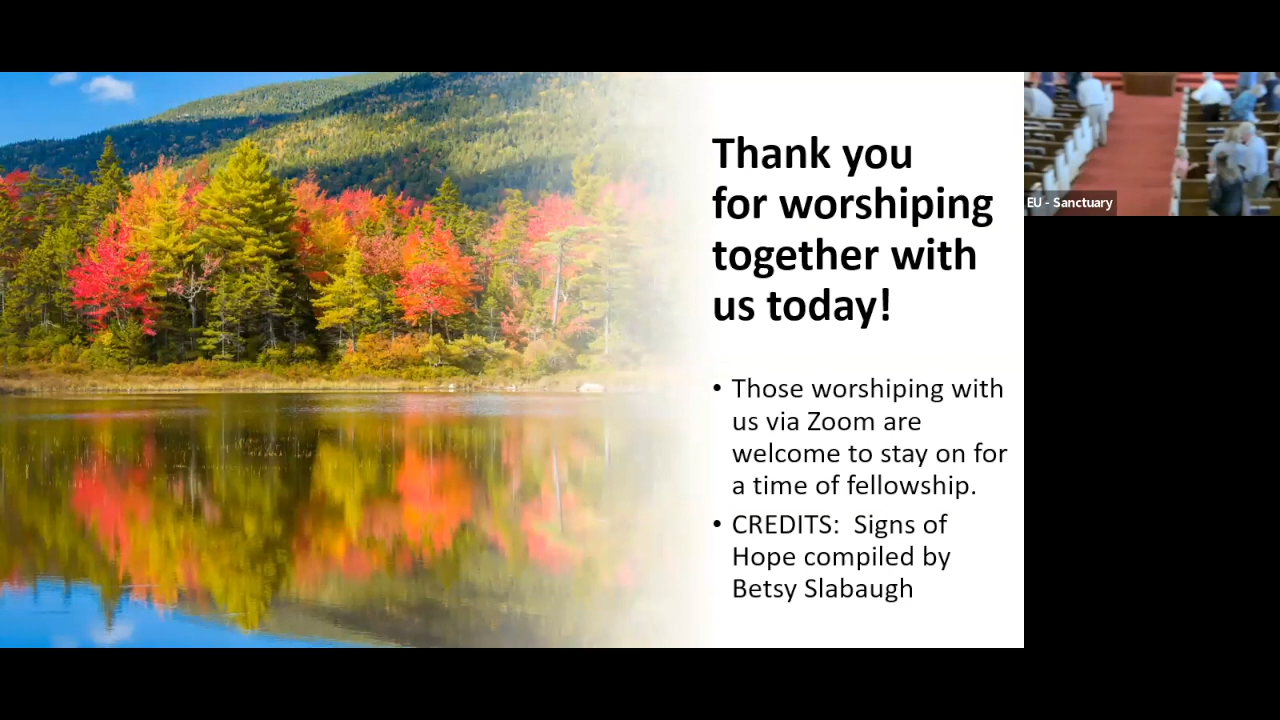 Thank you
for worshiping
together with
us today!
• Those worshiping with
us via Zoom are
welcome to stay on for
a time of fellowship.
• CREDITS:  Signs of
Hope compiled by
Betsy Slabaugh
EU - Sanctuary